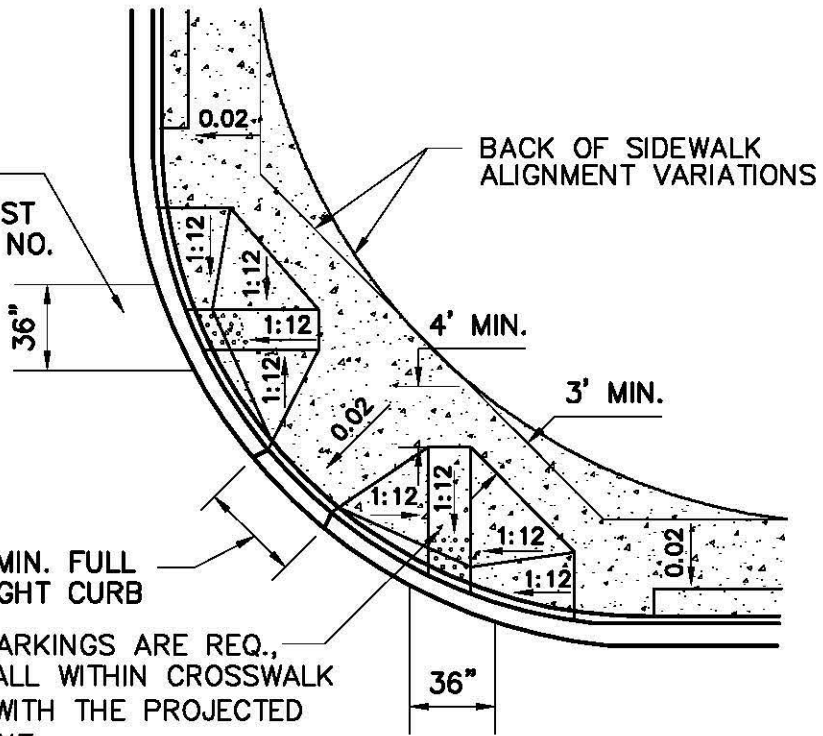 0.02
BACK OF SIDEWALK
ALIGNMENT VARIATIONS
ST
NO.
1:12
1:12
36"
1:12
4' MIN.
1:12
3' MIN.
0.02
1:12
1:12
1:12
0.02
MIN. FULL
GHT CURB
1:12
ARKINGS ARE REQ.,
ALL WITHIN CROSSWALK
WITH THE PROJECTED
36"